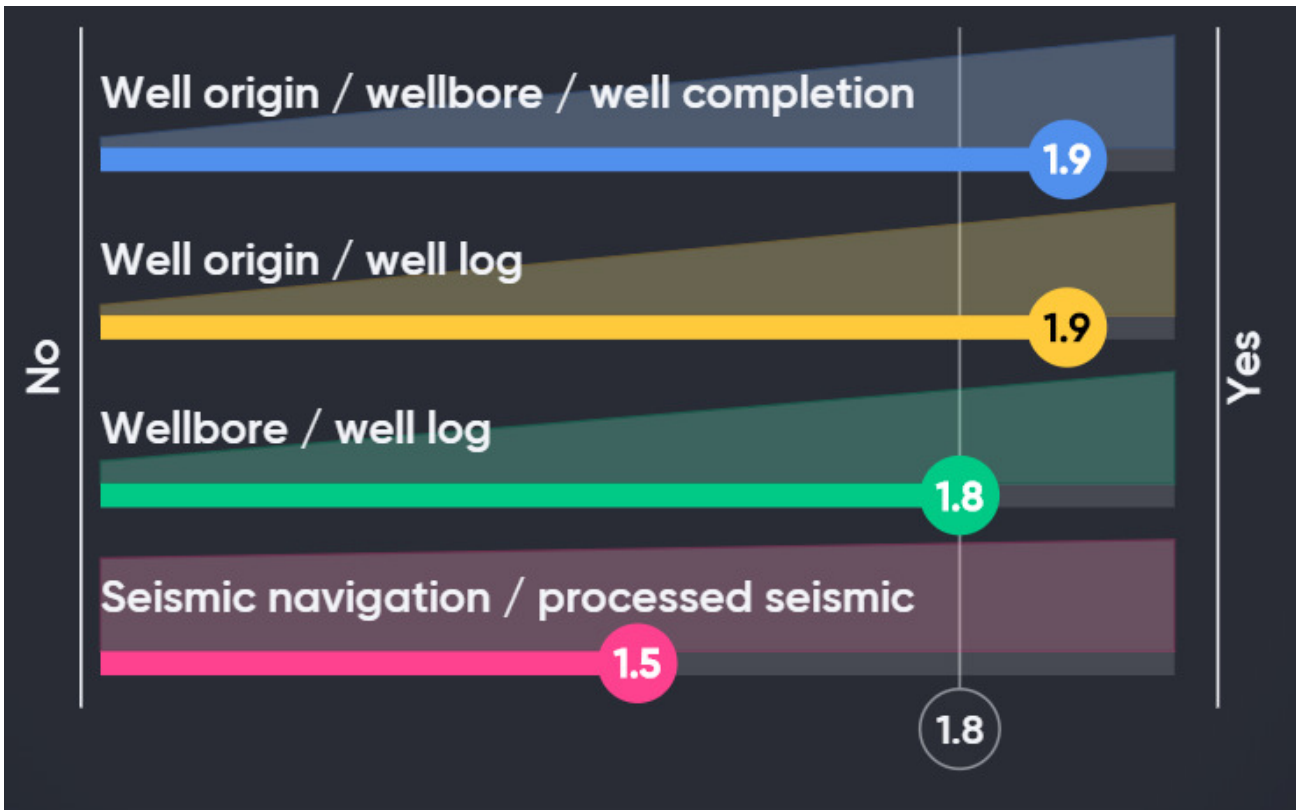 Well origin / wellbore / well completion
1.9
Well origin / well log
1.9
No
Yes
Wellbore / well log
1.8
Seismic navigation / processed seismic
1.5
1.8